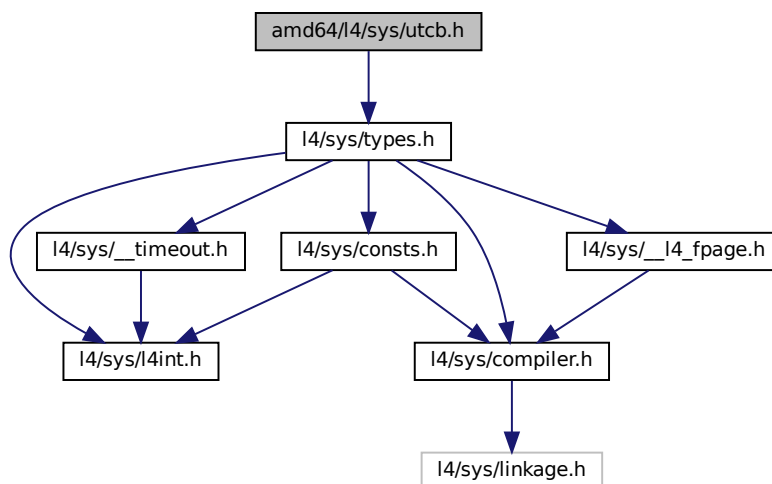 amd64/l4/sys/utcb.h
l4/sys/types.h
l4/sys/__timeout.h
l4/sys/consts.h
l4/sys/__l4_fpage.h
l4/sys/l4int.h
l4/sys/compiler.h
l4/sys/linkage.h